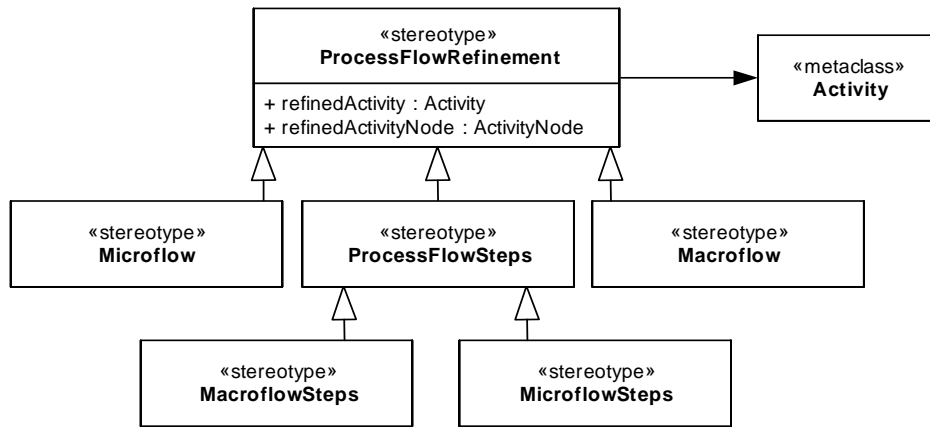 «stereotype»
ProcessFlowRefinement
+ refinedActivity : Activity
+ refinedActivityNode : ActivityNode
«metaclass»
Activity
«stereotype»
Microflow
«stereotype»
ProcessFlowSteps
«stereotype»
Macroflow
«stereotype»
MacroflowSteps
«stereotype»
MicroflowSteps